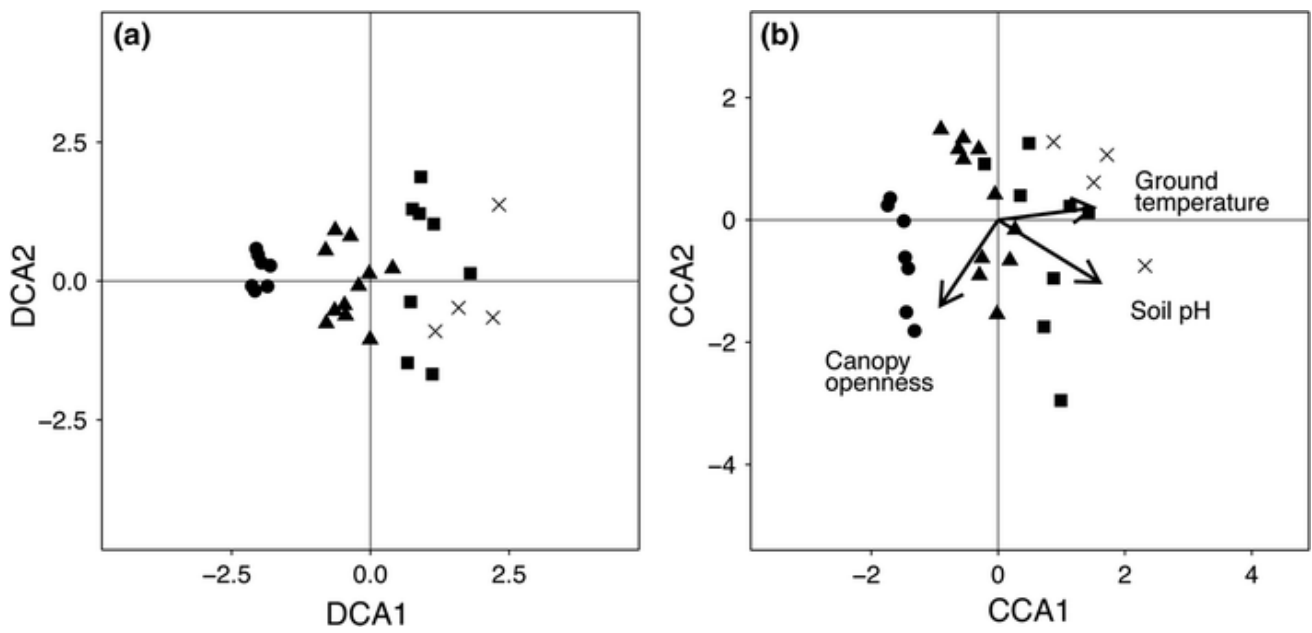 (a)
2.5
0.0
−2.5
DCA2
−2.5
0.0
2.5
DCA1
(b)
2
0
−2
−4
CCA2
Ground
temperature
Soil pH
Canopy
openness
−2
0
2
4
CCA1